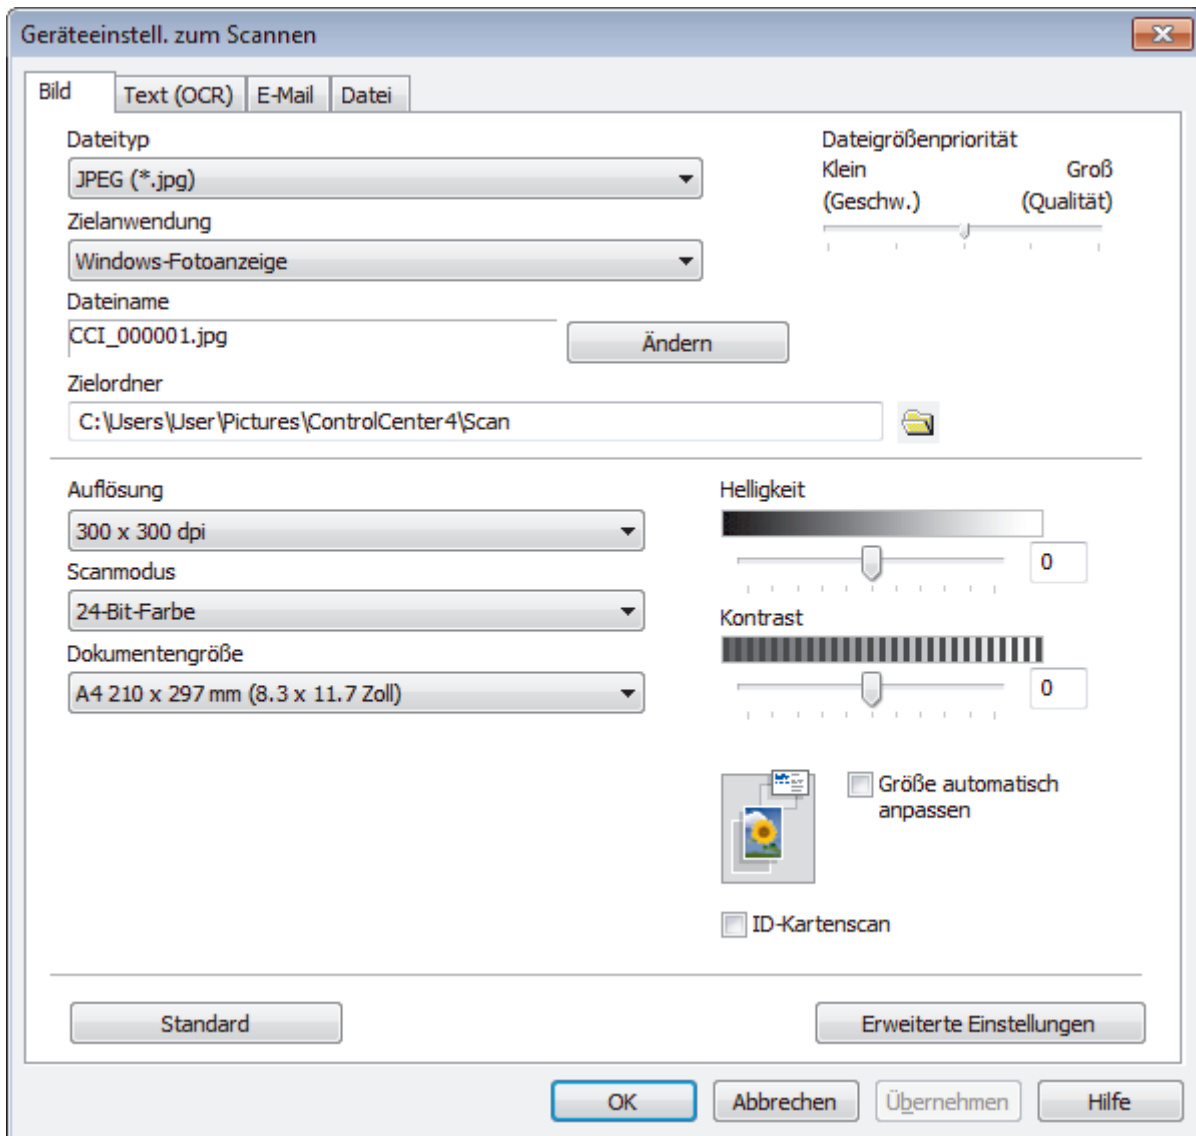 Geräteeinstell. zum Scannen
Bild
Text (OCR)
E-Mail
Datei
Dateityp
JPEG (*.jpg)
Zielanwendung
Windows-Fotoanzeige
Dateiname
CCI_000001.jpg
Ändern
Zielordner
C:\Users\User\Pictures\ControlCenter4\Scan
Dateigrößenpriorität
Klein
Groß
(Geschw.)
(Qualität)
Auflösung
300 x 300 dpi
Scanmodus
24-Bit-Farbe
Dokumentengröße
A4 210 x 297 mm (8.3 x 11.7 Zoll)
Helligkeit
0
Kontrast
0
Größe automatisch
anpassen
ID-Kartenscan
Standard
Erweiterte Einstellungen
OK
Abbrechen
Übernehmen
Hilfe